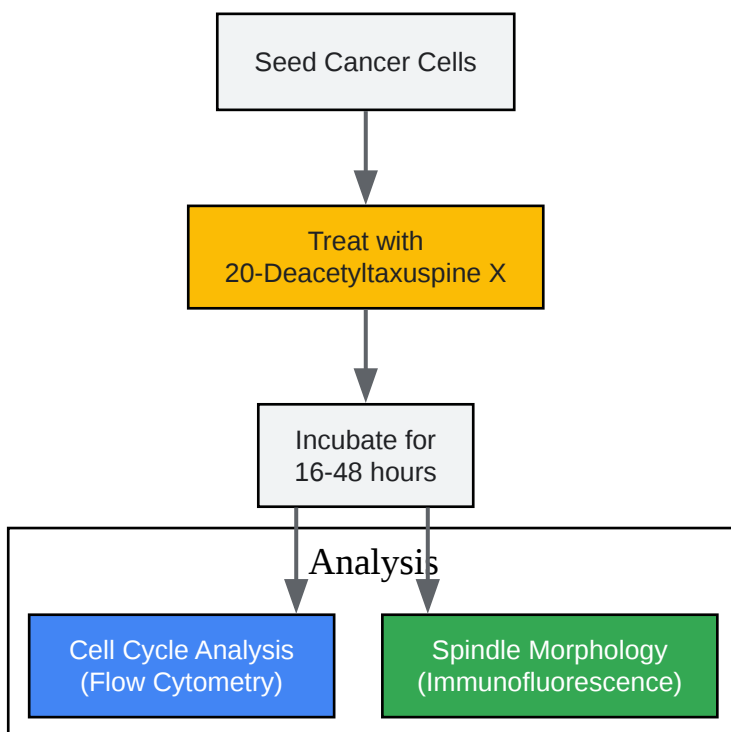 Seed Cancer Cells
Treat with
20-Deacetyltaxuspine X
Incubate for
16-48 hours
Analysis
Cell Cycle Analysis
(Flow Cytometry)
Spindle Morphology
(Immunofluorescence)